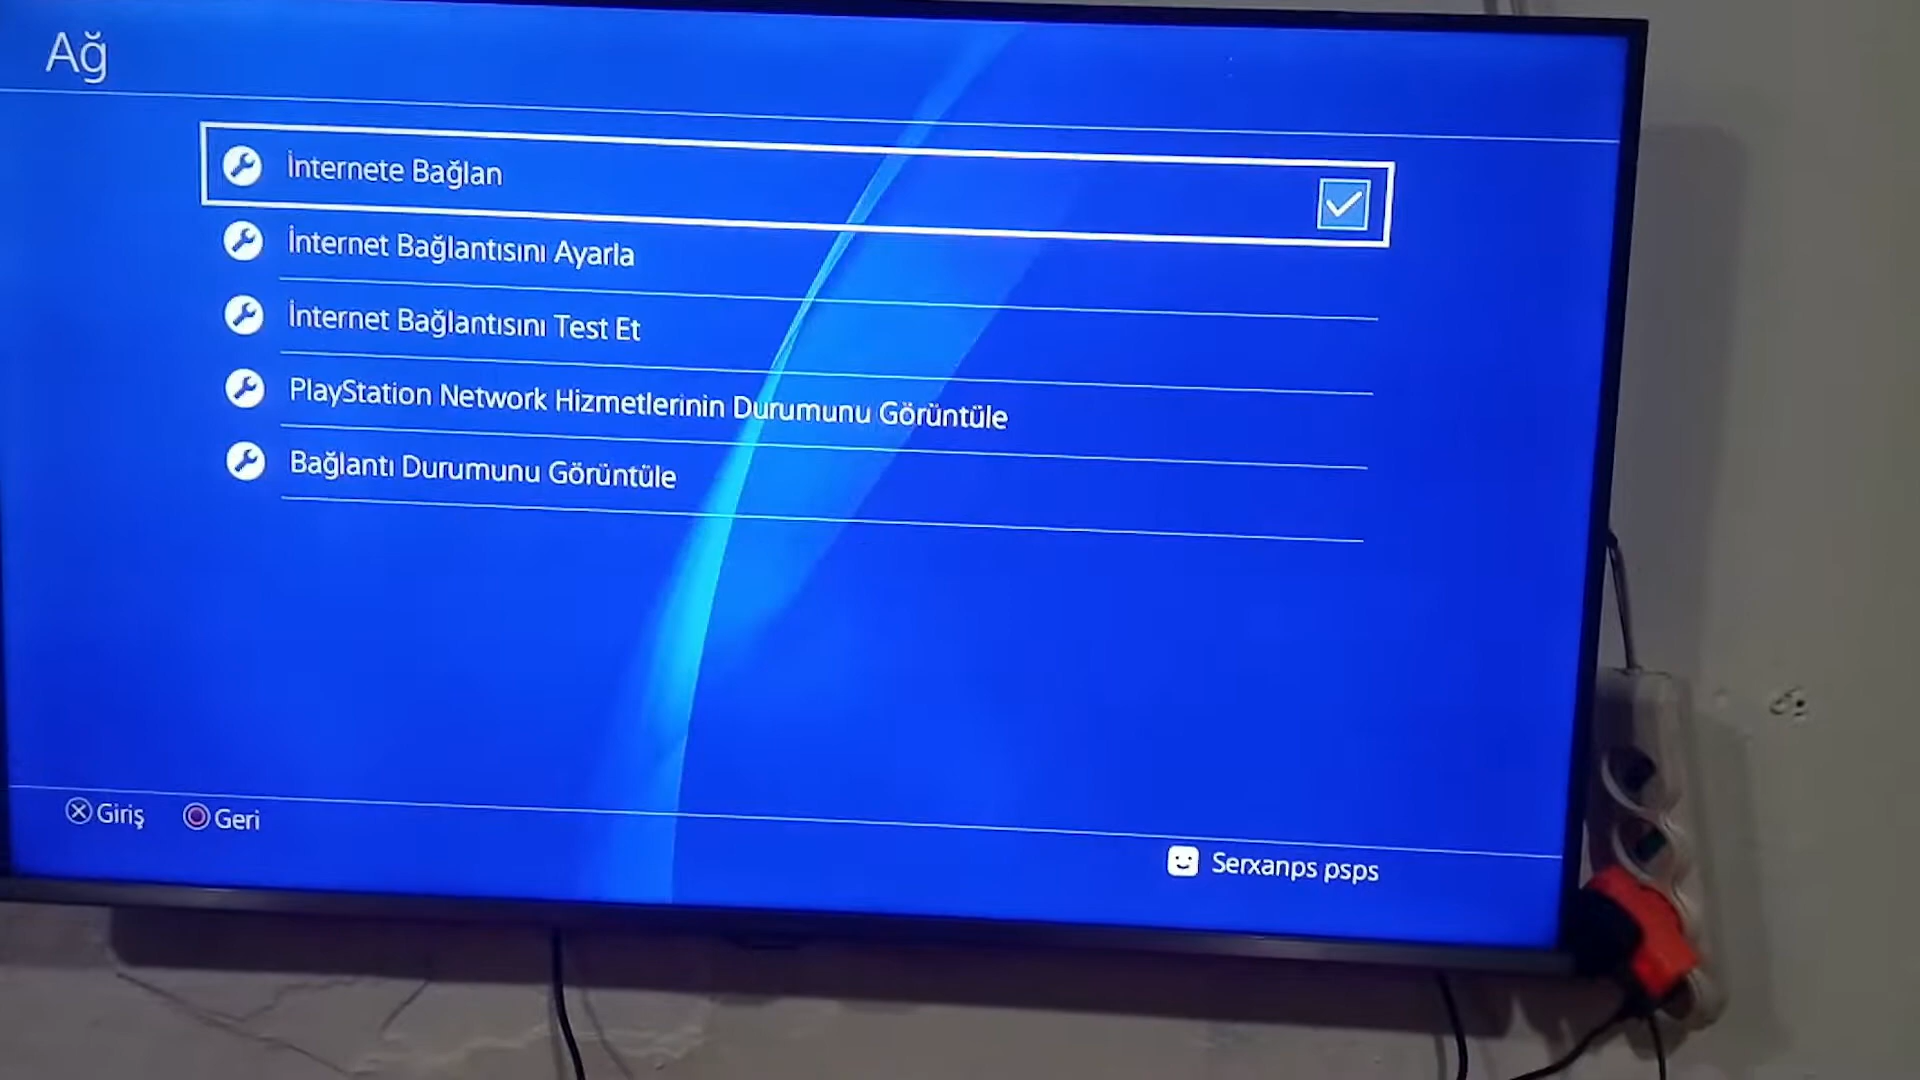 Ağ
İnternete Bağlan
İnternet Bağlantısını Ayarla
İnternet Bağlantısını Test Et
PlayStation Network Hizmetlerinin Durumunu Görüntüle
Bağlantı Durumunu Görüntüle
Giriş Geri
Serxanps psps